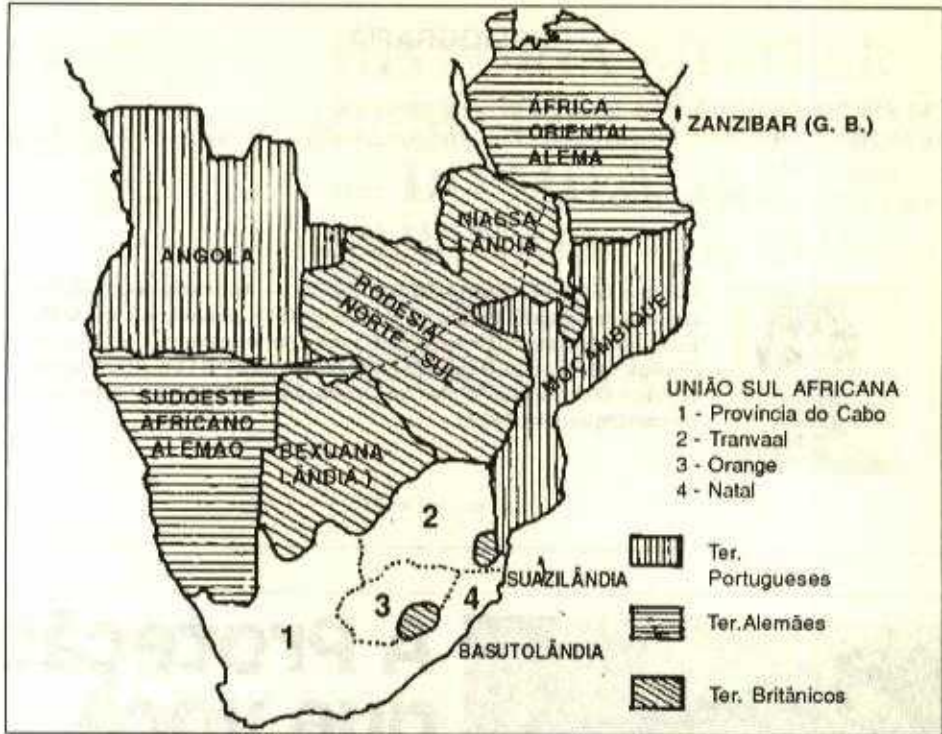 ÁFRICA
ORIENTAL
ALEMÃ
ZANZIBAR (G. B.)
NIASSA
LÂNDIA
ANGOLA
RODÉSIA
NORTE - SUL
MOÇAMBIQUE
SUDOESTE
AFRICANO
ALEMÃO
BEXUANA
LÂNDIA.)
UNIÃO SUL AFRICANA
1 - Província do Cabo
2 - Tranvaal
3 - Orange
4 - Natal
2
SUAZILÂNDIA
3
4
1
BASUTOLÂNDIA
Ter.
Portugueses
Ter.Alemães
Ter. Britânicos